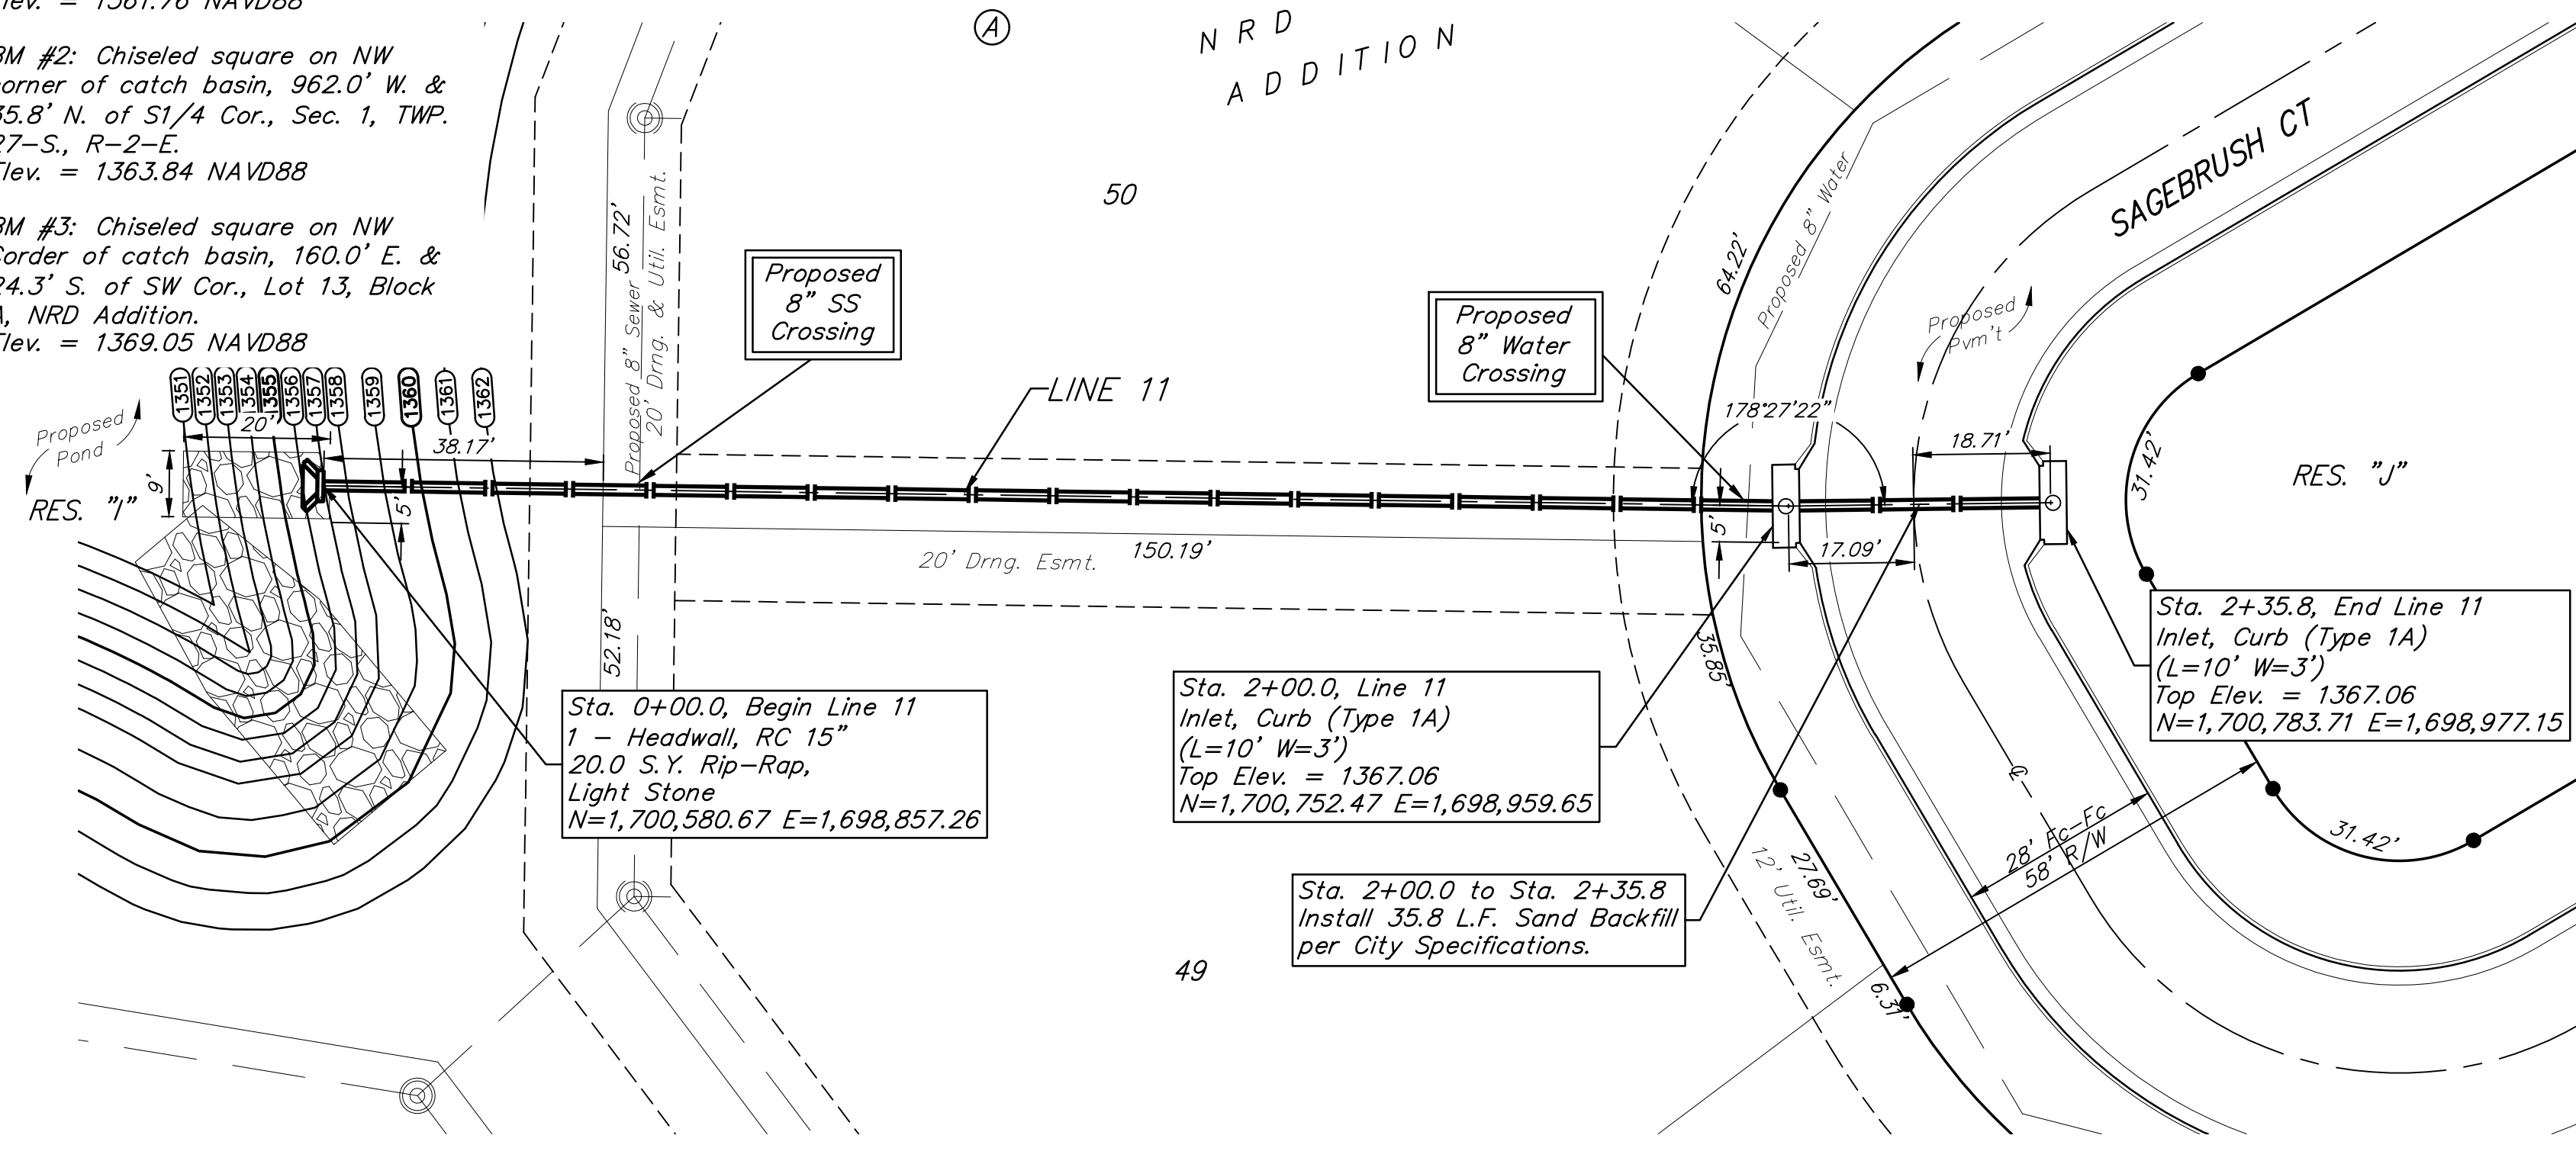 Elev. = 1361.76 NAVD88
BM #2: Chiseled square on NW
corner of catch basin, 962.0' W. &
35.8' N. of S1/4 Cor., Sec. 1, TWP.
27-S., R-2-E.
Elev. = 1363.84 NAVD88
BM #3: Chiseled square on NW
Corder of catch basin, 160.0' E. &
24.3' S. of SW Cor., Lot 13, Block
A, NRD Addition.
Elev. = 1369.05 NAVD88
A
NRD
ADDITION
50
SAGEBRUSH CT
Proposed 8" Sewer
56.72'
20' Drng. & Util. Esmt.
Proposed
8" SS
Crossing
LINE 11
Proposed
8" Water
Crossing
64.22'
Proposed 8" Water
Proposed
Pvm't
178°27'22"
18.71'
31.42'
RES. "J"
1351
1352
1353
1354
1355
1356
1357
1358
1359
1360
1361
1362
Proposed
Pond
20'
38.17'
9'
5'
RES. "I"
20' Drng. Esmt.
150.19'
5'
17.09'
52.18'
35.85'
Sta. 0+00.0, Begin Line 11
1 - Headwall, RC 15"
20.0 S.Y. Rip-Rap,
Light Stone
N=1,700,580.67 E=1,698,857.26
Sta. 2+00.0, Line 11
Inlet, Curb (Type 1A)
(L=10' W=3')
Top Elev. = 1367.06
N=1,700,752.47 E=1,698,959.65
Sta. 2+35.8, End Line 11
Inlet, Curb (Type 1A)
(L=10' W=3')
Top Elev. = 1367.06
N=1,700,783.71 E=1,698,977.15
Sta. 2+00.0 to Sta. 2+35.8
Install 35.8 L.F. Sand Backfill
per City Specifications.
27.69'
12' Util. Esmt.
6.37'
28' Fc-Fc
58' R/W
31.42'
49